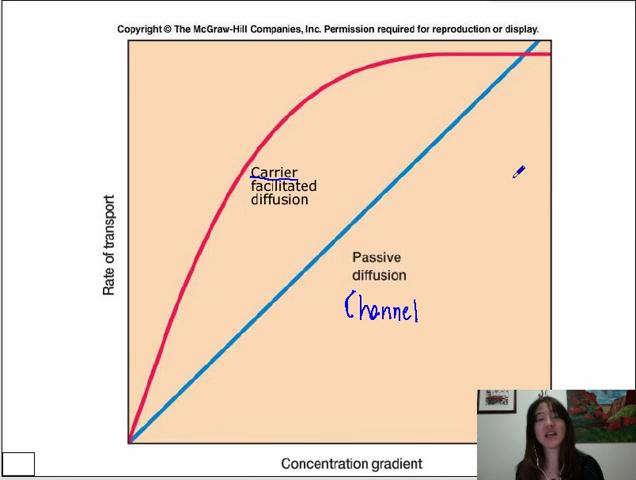 Copyright © The McGraw-Hill Companies, Inc. Permission required for reproduction or display.
Carrier
facilitated
diffusion
Rate of transport
Passive
diffusion
Channel
Concentration gradient